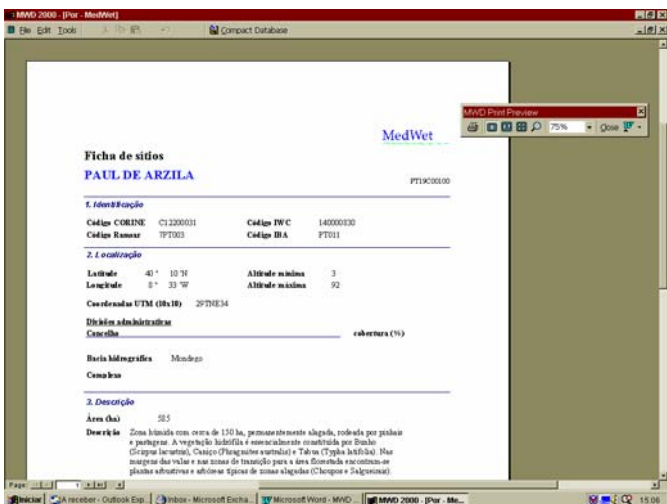 MWD 2000 - [Por - MedWet]
File Edit Tools Compact Database
MWD Print Preview
75% Close
MedWet
Ficha de sítios
PAUL DE ARZILA
PT19C00100
1. Identificação
Código CORINE C12200031 Código IWC 140000830
Código Ramsar 7PT003 Código IBA PT011
2. Localização
Latitude 40 ° 10 'N Altitude mínima 3
Longitude 8 ° 33 'W Altitude máxima 92
Coordenadas UTM (10x10) 29TNE34
Divisões administrativas
Concelho cobertura (%)
Bacia hidrográfica Mondego
Complexo
3. Descrição
Área (ha) 585
Descrição Zona húmida com cerca de 150 ha, permanentemente alagada, rodeada por pinhais
e pastagens. A vegetação hidrófila é essencialmente constituída por Bunho
(Scirpus lacustris), Caniço (Phragmites australis) e Tabua (Typha latifolia). Nas
margens das valas e nas zonas de transição para a área florestada encontram-se
plantas arbustivas e arbóreas típicas de zonas alagadas (Choupos e Salgueiros).
Page: 1
Iniciar A receber - Outlook Exp... Inbox - Microsoft Excha... Microsoft Word - MWD ... MWD 2000 - [Por - Me... 15:06